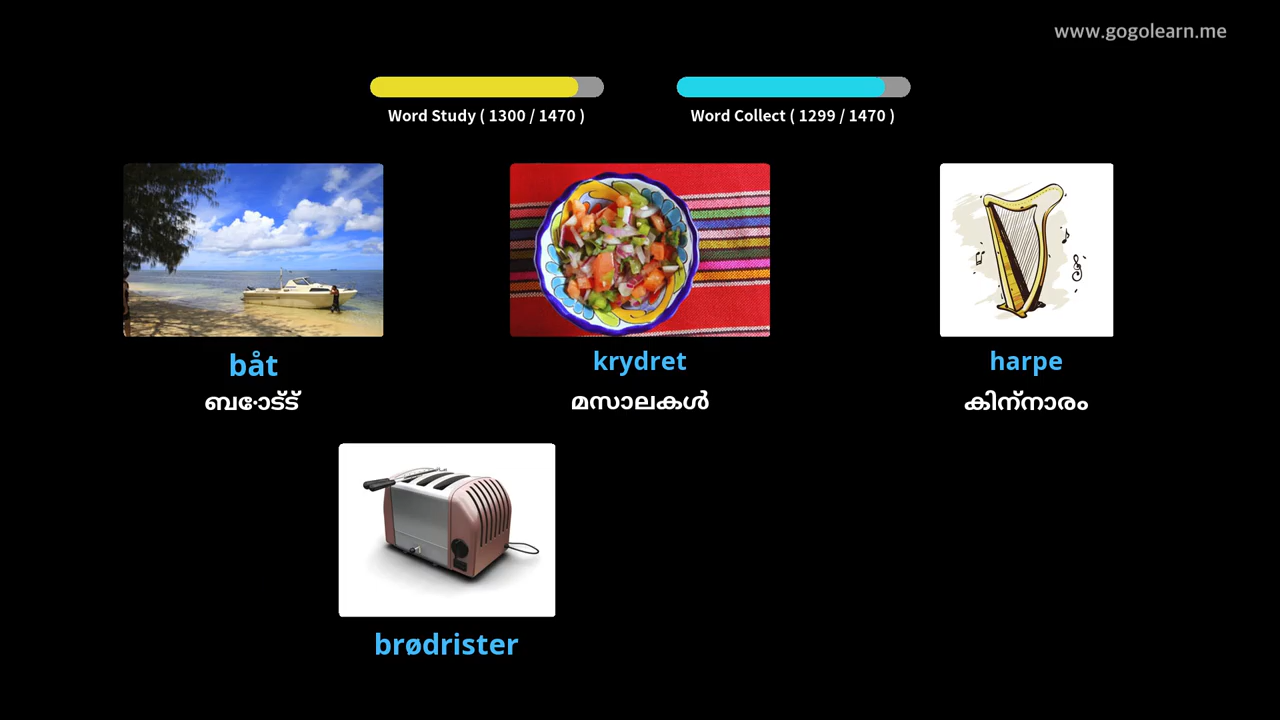 www.gogolearn.me
Word Study ( 1300 / 1470 )
Word Collect ( 1299 / 1470 )
båt
krydret
harpe
ബോട്ട്
മസാലകൾ
കിന്നാരം
brødrister